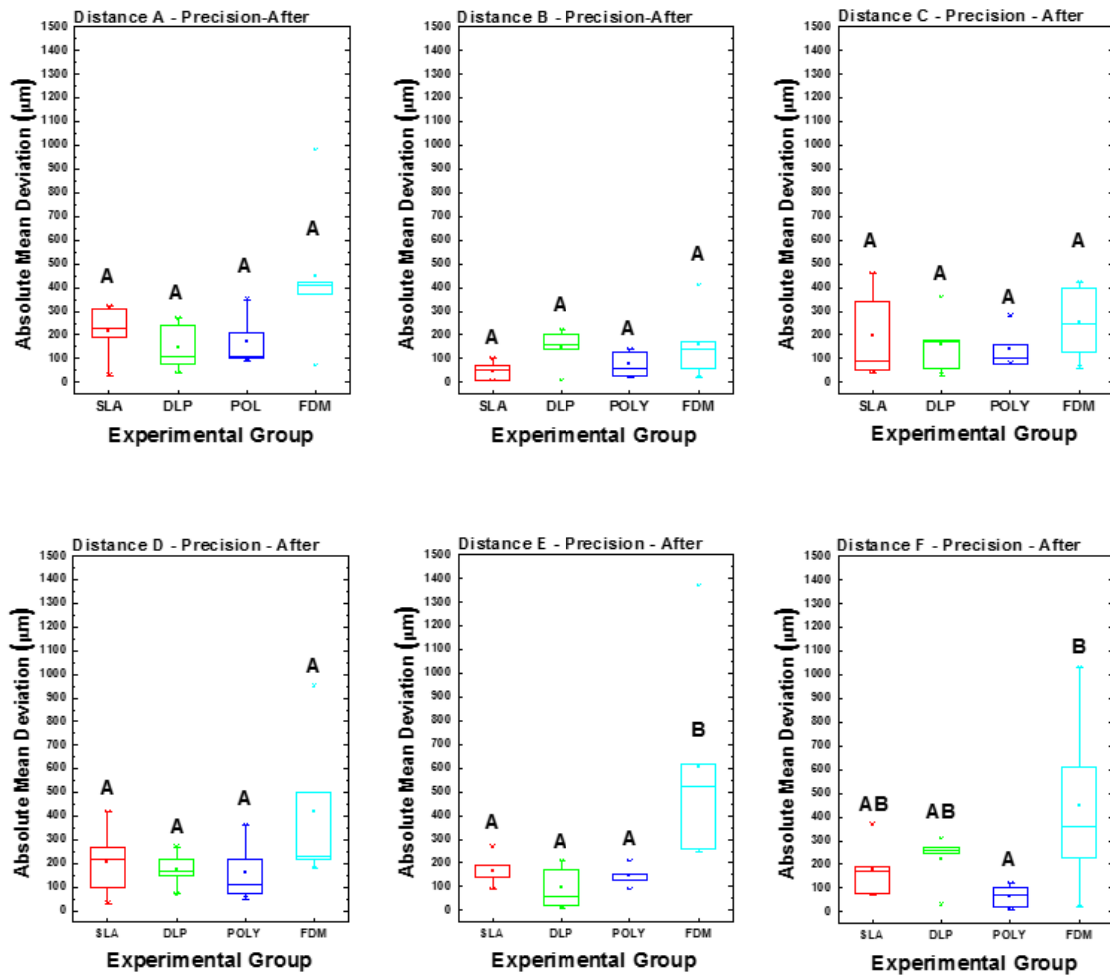 Distance A - Precision-After
Absolute Mean Deviation (µm)
1500
1400
1300
1200
1100
1000
900
800
700
600
500
400
300
200
100
0
A
A
A
A
SLA DLP POL FDM
Experimental Group
Distance B - Precision-After
Absolute Mean Deviation (µm)
1500
1400
1300
1200
1100
1000
900
800
700
600
500
400
300
200
100
0
A
A
A
A
SLA DLP POLY FDM
Experimental Group
Distance C - Precision - After
Absolute Mean Deviation (µm)
1500
1400
1300
1200
1100
1000
900
800
700
600
500
400
300
200
100
0
A
A
A
A
SLA DLP POLY FDM
Experimental Group
Distance D - Precision - After
Absolute Mean Deviation (µm)
1500
1400
1300
1200
1100
1000
900
800
700
600
500
400
300
200
100
0
A
A
A
A
SLA DLP POLY FDM
Experimental Group
Distance E - Precision - After
Absolute Mean Deviation (µm)
1500
1400
1300
1200
1100
1000
900
800
700
600
500
400
300
200
100
0
A
A
A
B
SLA DLP POLY FDM
Experimental Group
Distance F - Precision - After
Absolute Mean Deviation (µm)
1500
1400
1300
1200
1100
1000
900
800
700
600
500
400
300
200
100
0
AB
AB
A
B
SLA DLP POLY FDM
Experimental Group